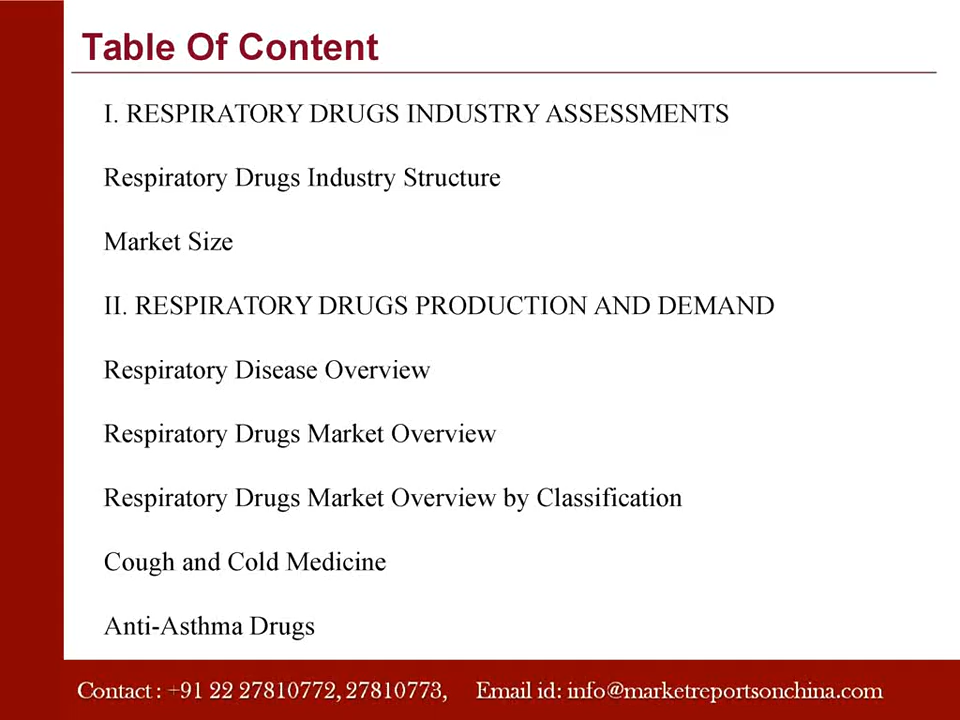 Table Of Content
I. RESPIRATORY DRUGS INDUSTRY ASSESSMENTS
Respiratory Drugs Industry Structure
Market Size
II. RESPIRATORY DRUGS PRODUCTION AND DEMAND
Respiratory Disease Overview
Respiratory Drugs Market Overview
Respiratory Drugs Market Overview by Classification
Cough and Cold Medicine
Anti-Asthma Drugs
Contact : +91 22 27810772, 27810773, Email id: info@marketreportsonchina.com